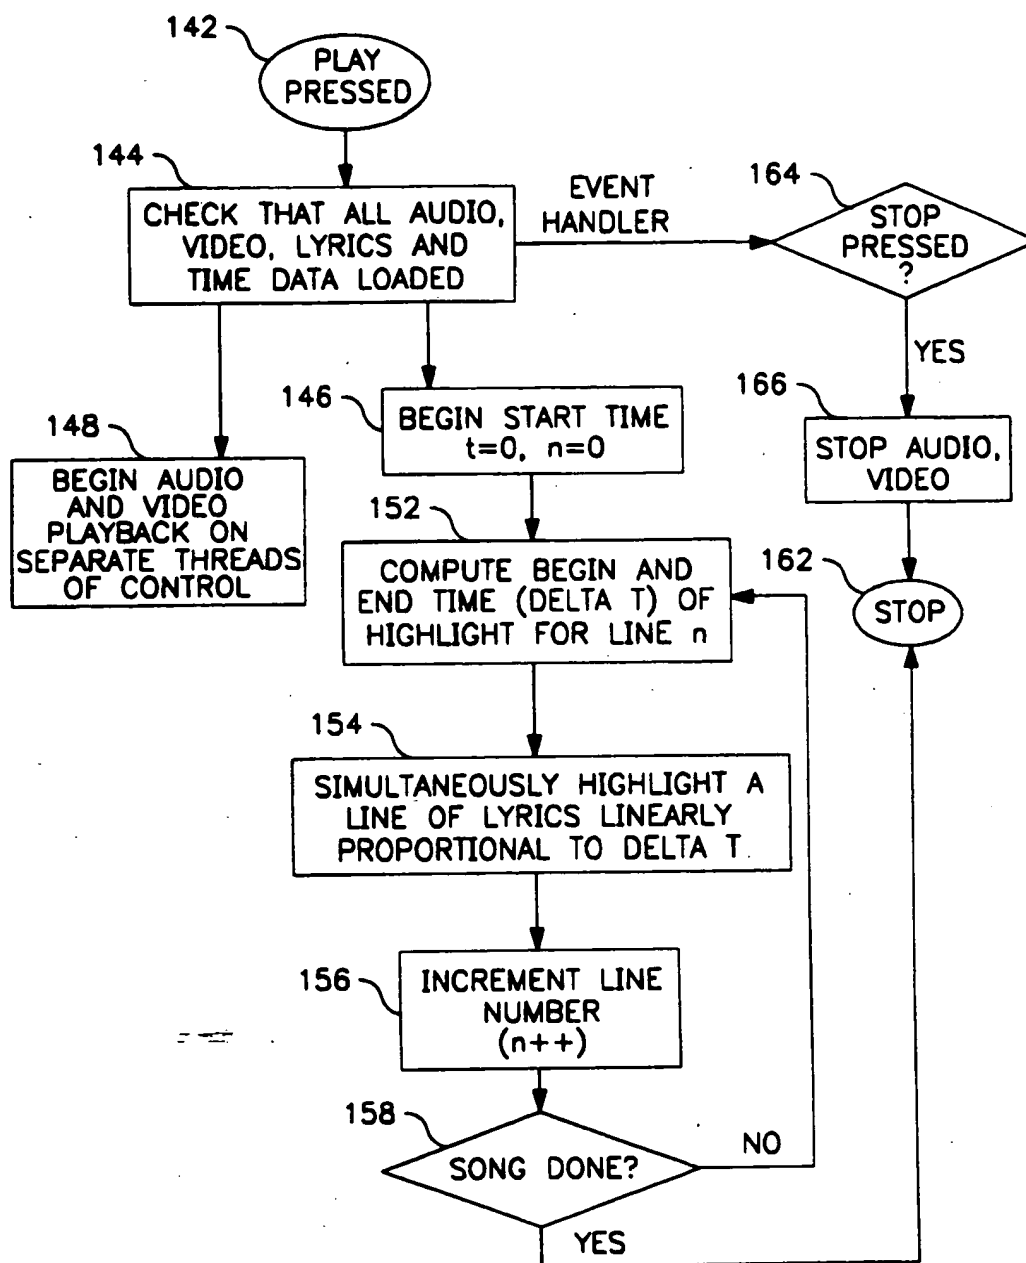 142
PLAY
PRESSED
144
CHECK THAT ALL AUDIO,
VIDEO, LYRICS AND
TIME DATA LOADED
EVENT
HANDLER
164
STOP
PRESSED
?
YES
166
STOP AUDIO,
VIDEO
162
STOP
148
BEGIN AUDIO
AND VIDEO
PLAYBACK ON
SEPARATE THREADS
OF CONTROL
146
BEGIN START TIME
t=0, n=0
152
COMPUTE BEGIN AND
END TIME (DELTA T) OF
HIGHLIGHT FOR LINE n
154
SIMULTANEOUSLY HIGHLIGHT A
LINE OF LYRICS LINEARLY
PROPORTIONAL TO DELTA T
156
INCREMENT LINE
NUMBER
(n++)
158
SONG DONE?
NO
YES